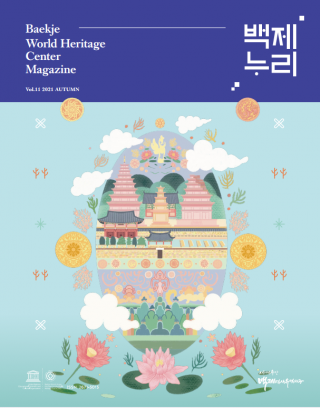 Baekje
World Heritage
Center
Magazine
Vol.11 2021 AUTUMN
백제
누리